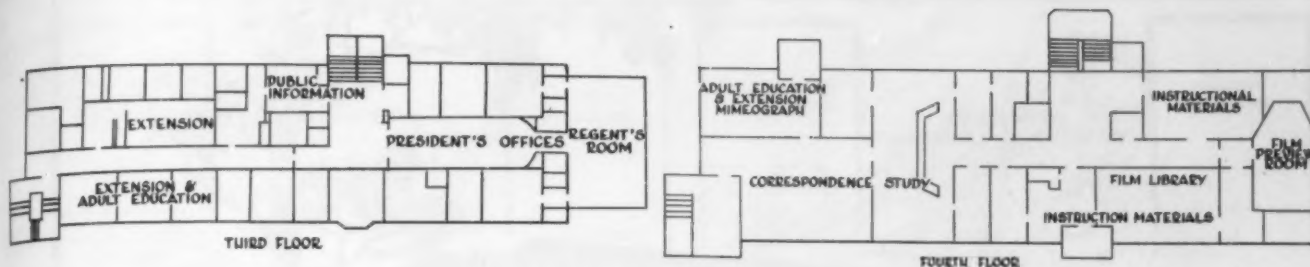 PUBLIC
INFORMATION
EXTENSION
PRESIDENT'S OFFICES
REGENT'S
ROOM
EXTENSION &
ADULT EDUCATION
THIRD FLOOR
ADULT EDUCATION
& EXTENSION
MIMEOGRAPH
INSTRUCTIONAL
MATERIALS
FILM
PREVIEW
ROOM
CORRESPONDENCE STUDY
FILM LIBRARY
INSTRUCTION MATERIALS
FOURTH FLOOR